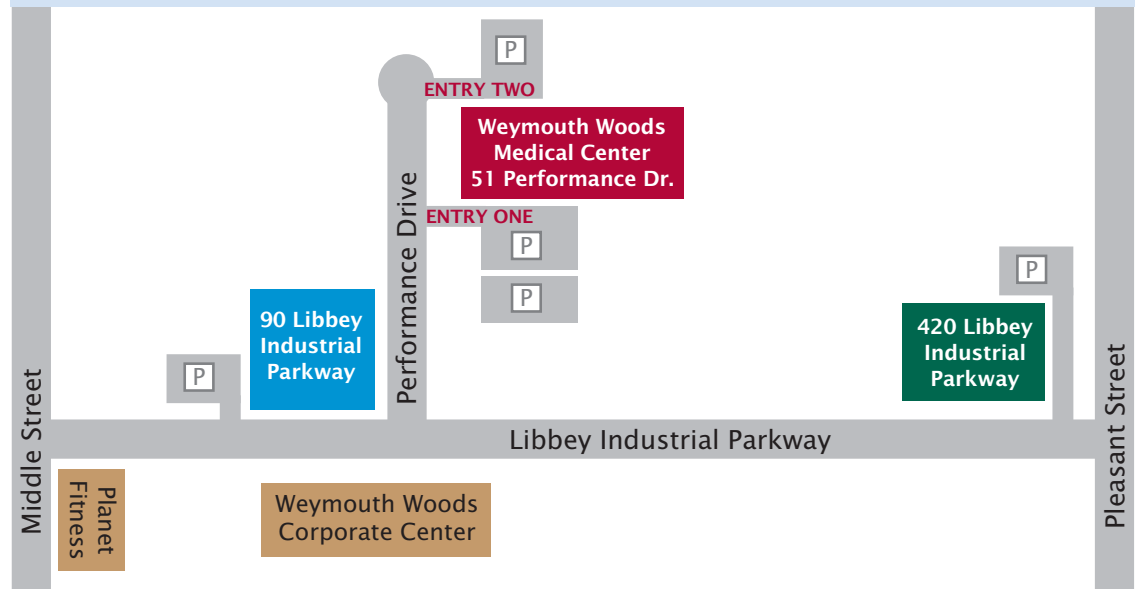 P
ENTRY TWO
Weymouth Woods
Medical Center
51 Performance Dr.
Performance Drive
ENTRY ONE
P
P
P
90 Libbey
Industrial
Parkway
420 Libbey
Industrial
Parkway
P
Middle Street
Libbey Industrial Parkway
Pleasant Street
Planet
Fitness
Weymouth Woods
Corporate Center